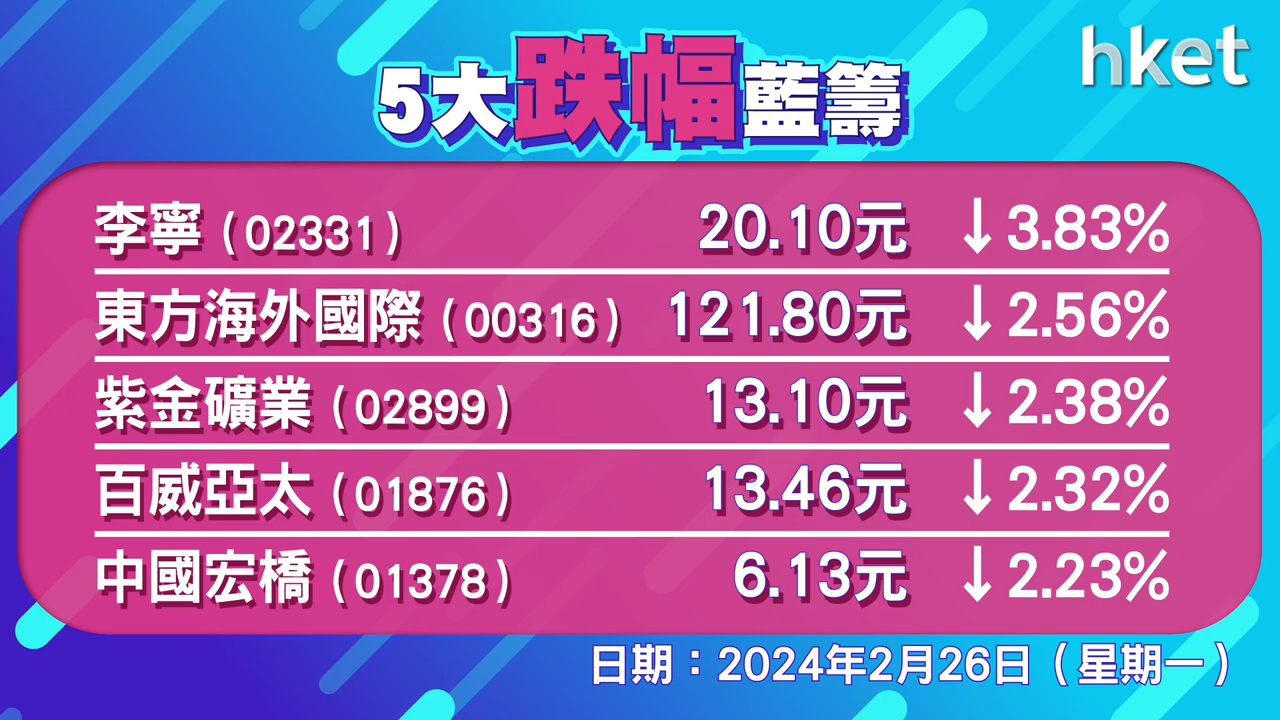 hket
5大跌幅藍籌
李寧(02331) 20.10元 ↓3.83%
東方海外國際(00316) 121.80元 ↓2.56%
紫金礦業(02899) 13.10元 ↓2.38%
百威亞太(01876) 13.46元 ↓2.32%
中國宏橋(01378) 6.13元 ↓2.23%
日期：2024年2月26日（星期一）